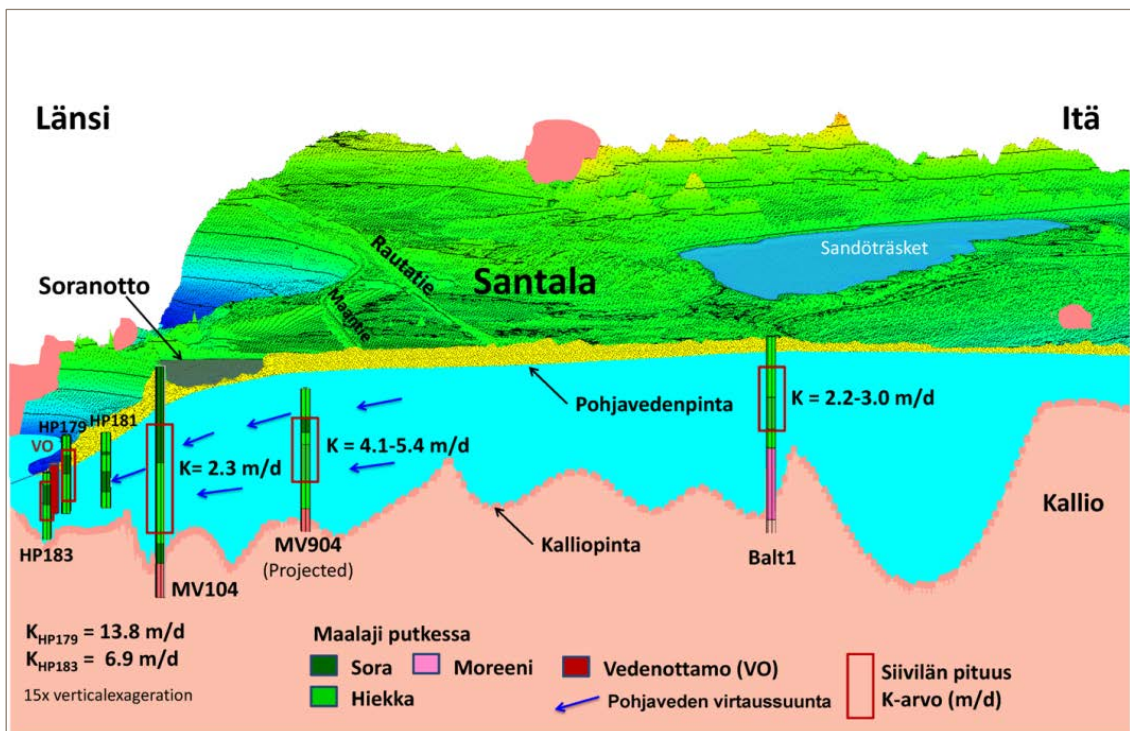 Länsi
Itä
Sandöträsket
Rautatie
Santala
Soranotto
Maantie
Pohjavedenpinta
K = 2.2-3.0 m/d
HP179
HP181
VO
K = 4.1-5.4 m/d
K= 2.3 m/d
Kallio
Kalliopinta
HP183
MV904
(Projected)
Balt1
MV104
KHP179 = 13.8 m/d
KHP183 = 6.9 m/d
15x verticalexageration
Maalaji putkessa
Sora
Moreeni
Vedenottamo (VO)
Hiekka
Pohjaveden virtaussuunta
Siivilän pituus
K-arvo (m/d)